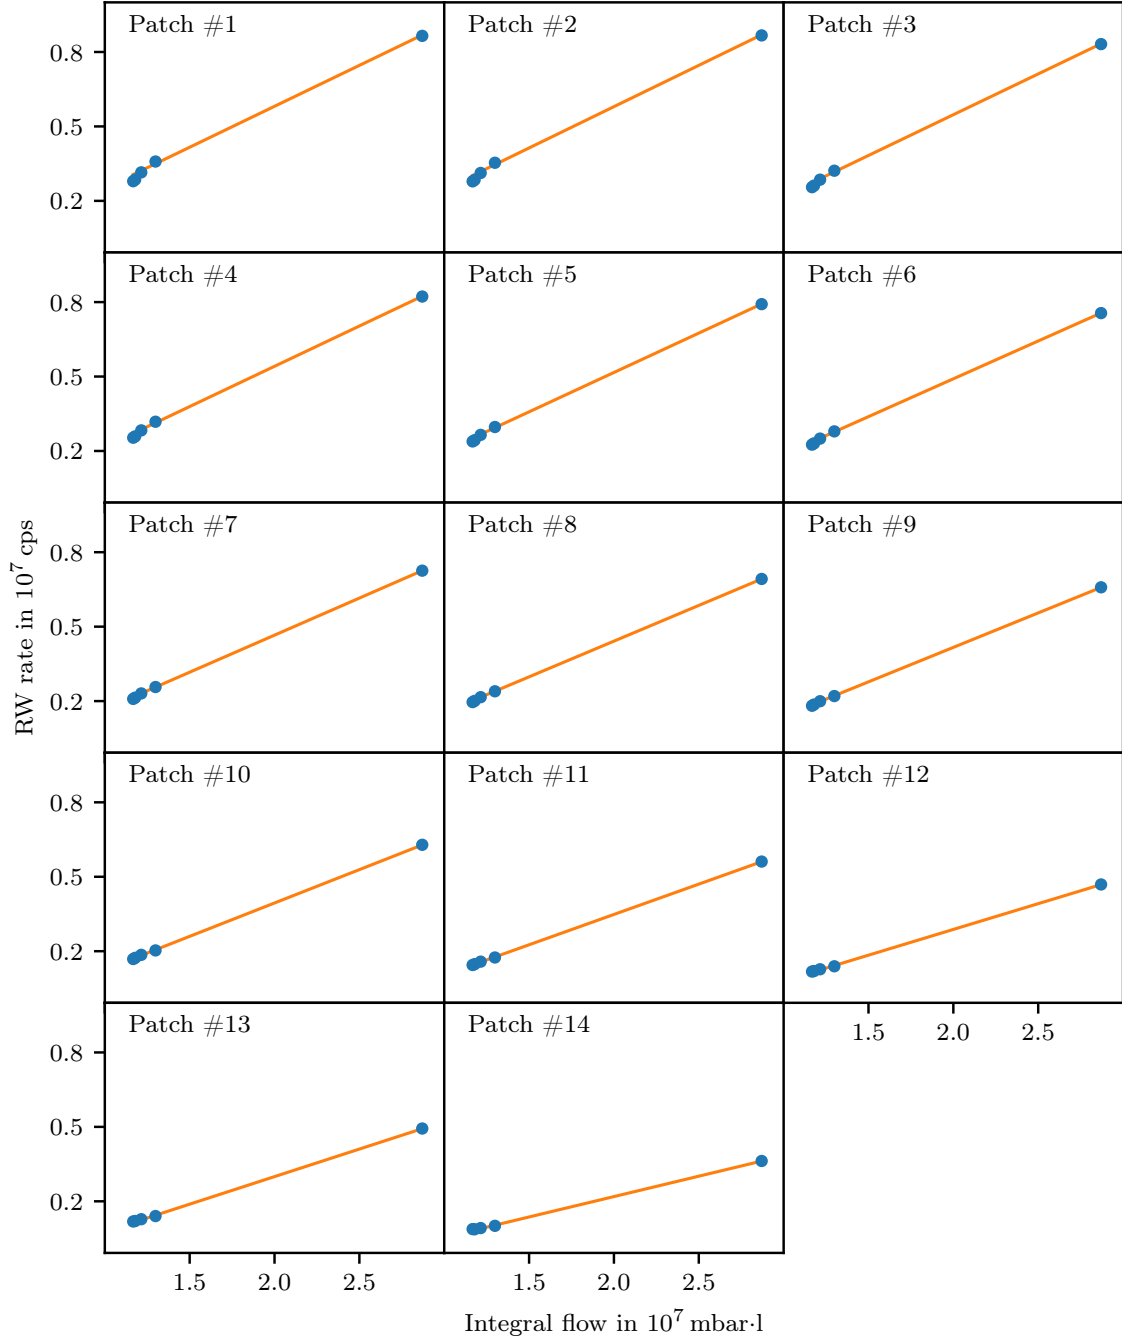 Patch #1
Patch #2
Patch #3
0.8
0.5
0.2
Patch #4
Patch #5
Patch #6
0.8
0.5
0.2
Patch #7
Patch #8
Patch #9
0.8
0.5
0.2
RW rate in 10⁷ cps
Patch #10
Patch #11
Patch #12
0.8
0.5
0.2
1.5 2.0 2.5
Patch #13
Patch #14
0.8
0.5
0.2
1.5 2.0 2.5
1.5 2.0 2.5
Integral flow in 10⁷ mbar·l